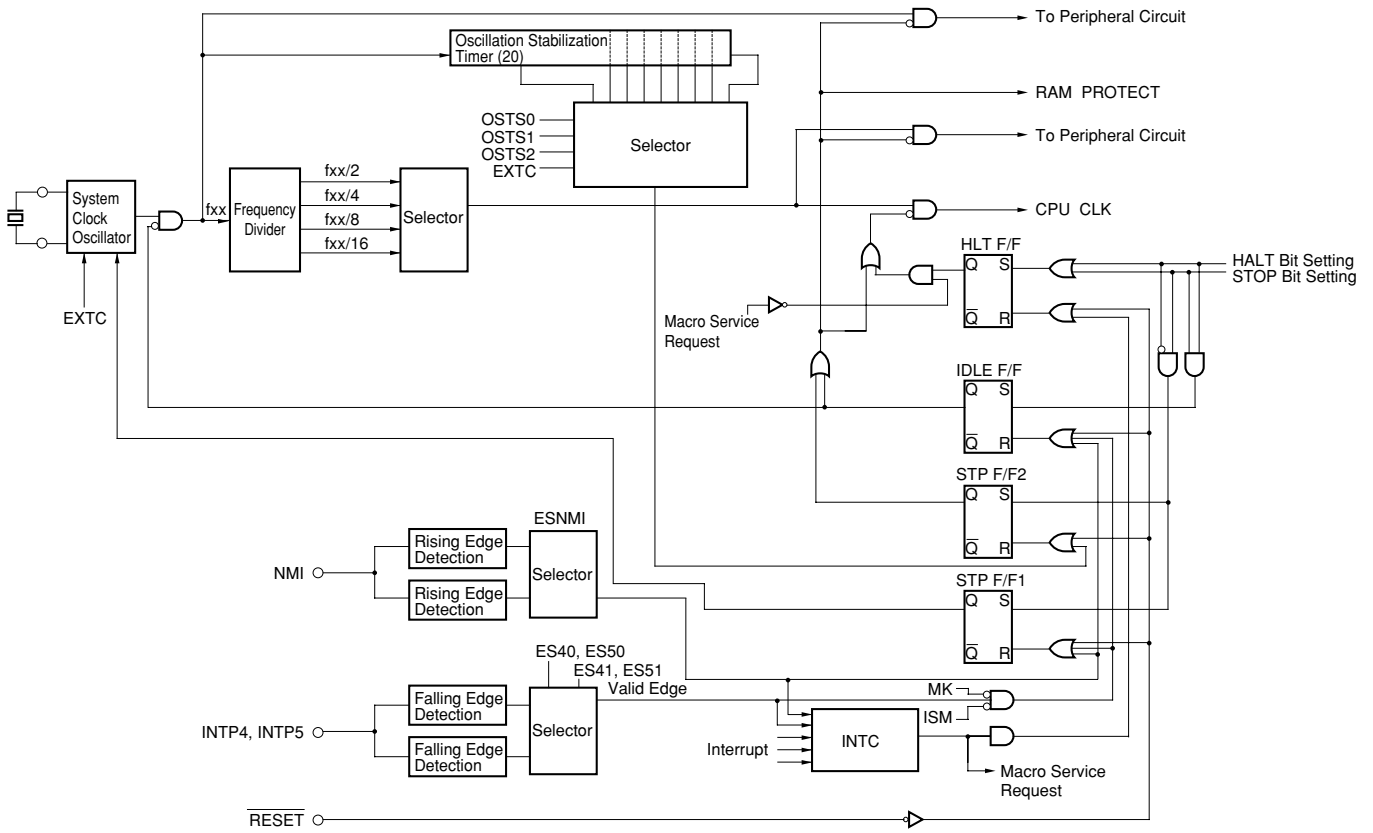 To Peripheral Circuit
Oscillation Stabilization
Timer (20)
RAM PROTECT
OSTS0
OSTS1
OSTS2
EXTC
Selector
To Peripheral Circuit
System
Clock
Oscillator
fxx
Frequency
Divider
fxx/2
fxx/4
fxx/8
fxx/16
Selector
CPU CLK
EXTC
HLT F/F
Q S
Q̅ R
HALT Bit Setting
STOP Bit Setting
Macro Service
Request
IDLE F/F
Q S
Q̅ R
STP F/F2
Q S
Q̅ R
NMI
Rising Edge
Detection
Rising Edge
Detection
ESNMI
Selector
STP F/F1
Q S
Q̅ R
ES40, ES50
ES41, ES51
Valid Edge
INTP4, INTP5
Falling Edge
Detection
Falling Edge
Detection
Selector
MK
ISM
Interrupt
INTC
Macro Service
Request
R̅E̅S̅E̅T̅